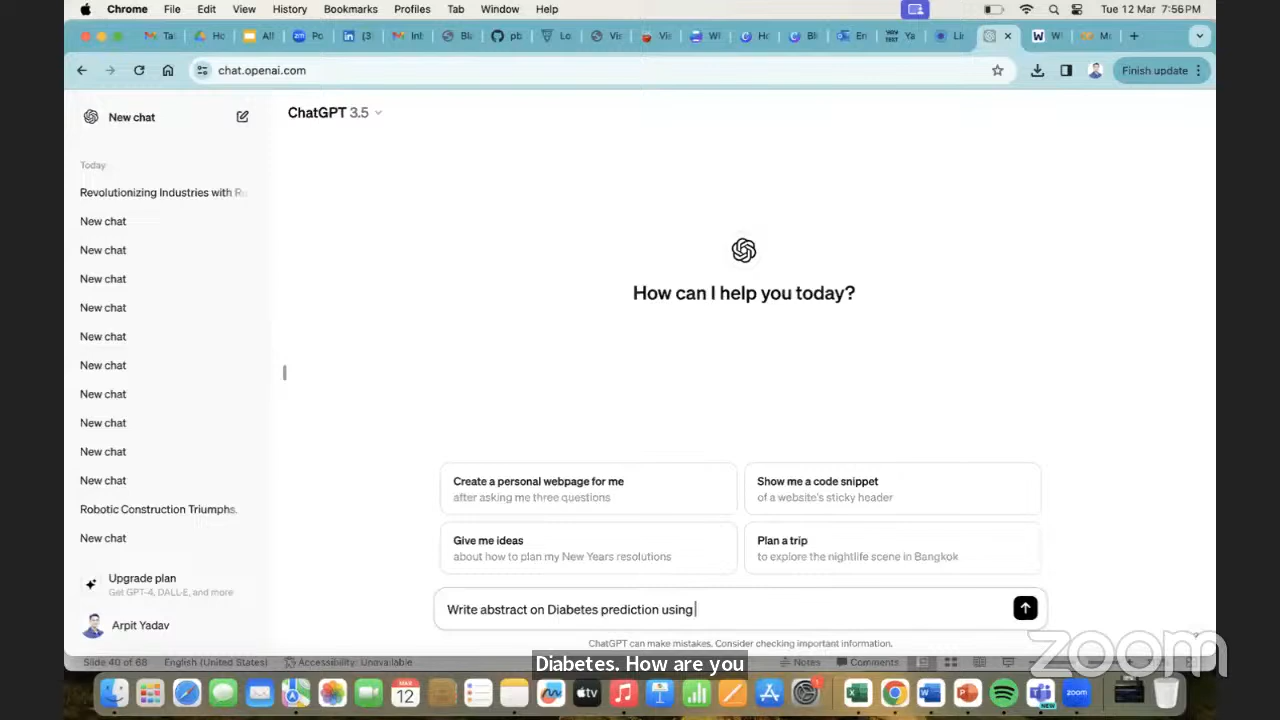 Chrome File Edit View History Bookmarks Profiles Tab Window Help Tue 12 Mar 7:56PM
chat.openai.com
Finish update
New chat
ChatGPT 3.5
Today
Revolutionizing Industries with
New chat
New chat
New chat
New chat
New chat
New chat
New chat
New chat
New chat
New chat
Robotic Construction Triumphs.
New chat
Upgrade plan
Get GPT-4, DALL-E, and more
Arpit Yadav
How can I help you today?
Create a personal webpage for me
after asking me three questions
Show me a code snippet
of a website's sticky header
Give me ideas
about how to plan my New Years resolutions
Plan a trip
to explore the nightlife scene in Bangkok
Write abstract on Diabetes prediction using
ChatGPT can make mistakes. Consider checking important information.
Slide 40 of 68 English (United States) Accessibility: Unavailable Notes Comments
Diabetes. How are you
zoom
MAR
12
tv
NEW
zoom